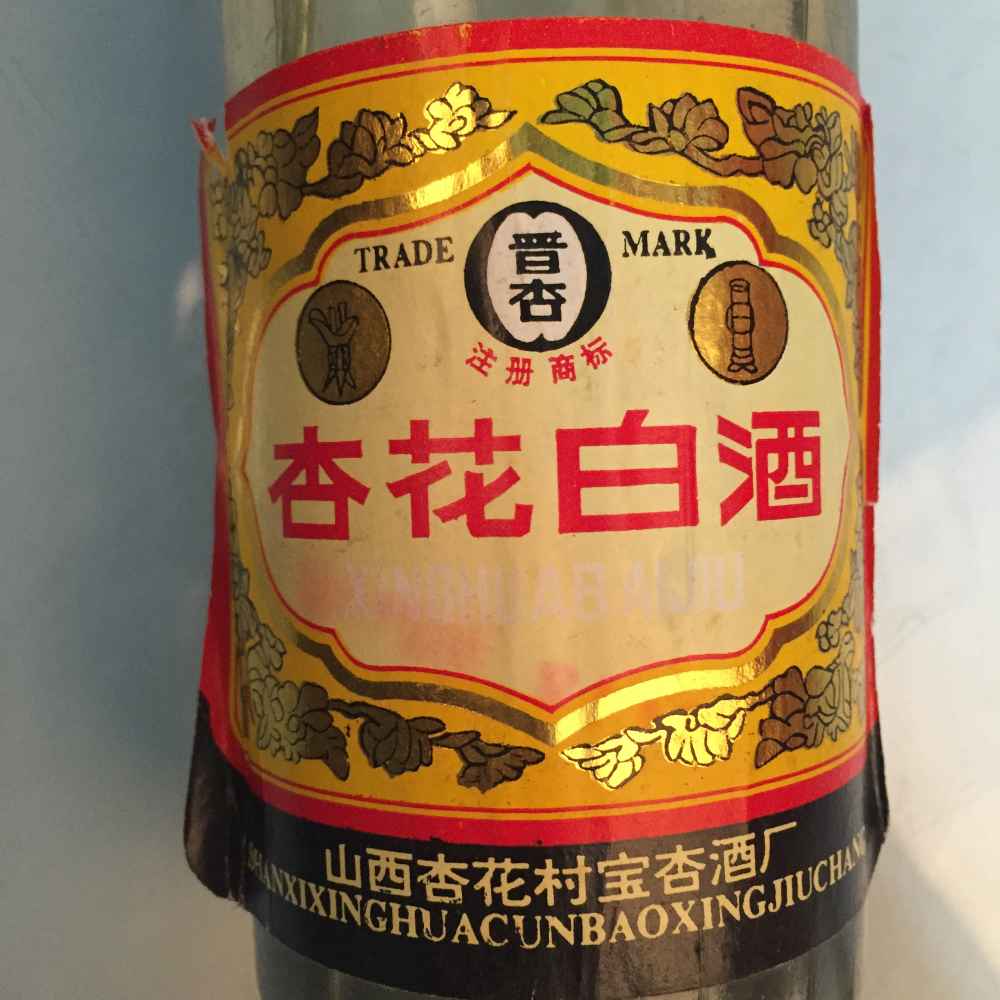 TRADE MARK
晋杏
注册商标
杏花白酒
XINGHUABAIJIU
山西杏花村宝杏酒厂
SHANXIXINGHUACUNBAOXINGJIUCHANG